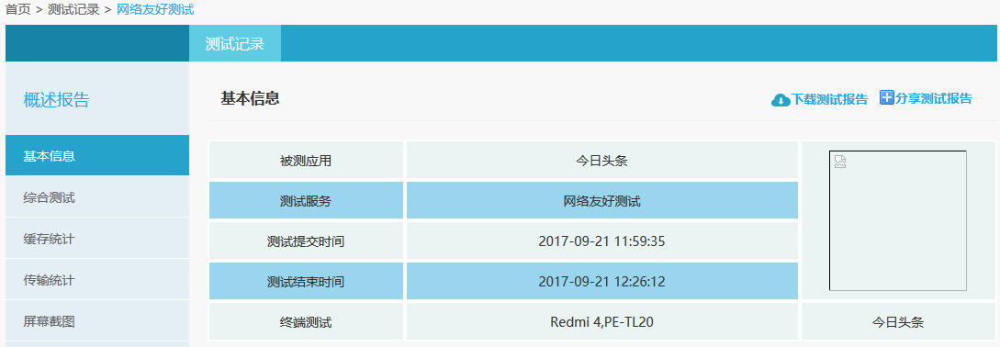 首页 > 测试记录 > 网络友好测试
测试记录
概述报告
基本信息
综合测试
缓存统计
传输统计
屏幕截图
基本信息
下载测试报告 分享测试报告
被测应用 今日头条
测试服务 网络友好测试
测试提交时间 2017-09-21 11:59:35
测试结束时间 2017-09-21 12:26:12
终端测试 Redmi 4,PE-TL20 今日头条